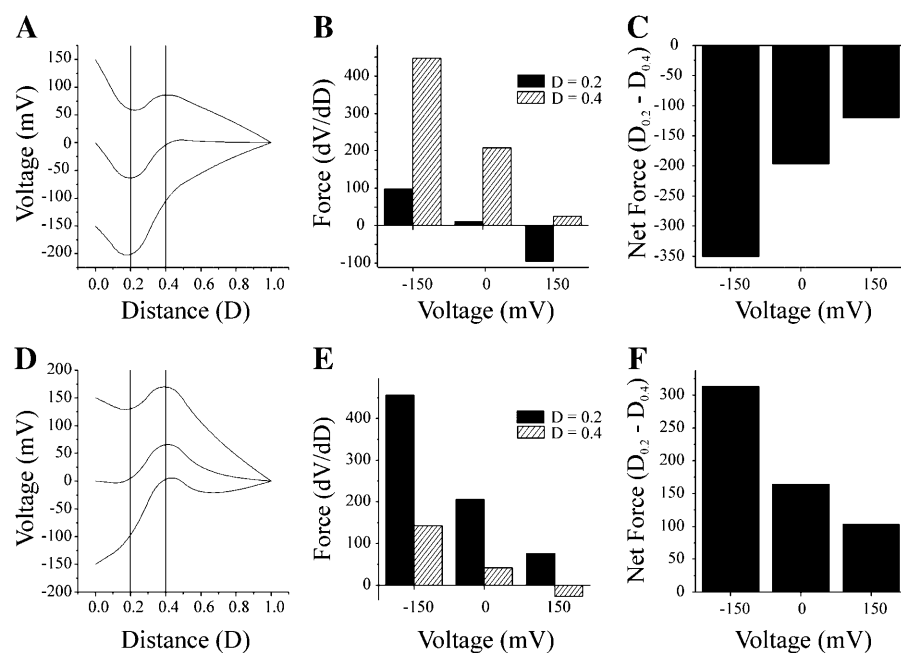 A
Voltage (mV)
150
100
50
0
-50
-100
-150
-200
0.0 0.2 0.4 0.6 0.8 1.0
Distance (D)
B
Force (dV/dD)
400
300
200
100
0
-100
D = 0.2
D = 0.4
-150 0 150
Voltage (mV)
C
Net Force (D0.2 - D0.4)
0
-50
-100
-150
-200
-250
-300
-350
-150 0 150
Voltage (mV)
D
Voltage (mV)
200
150
100
50
0
-50
-100
-150
-200
0.0 0.2 0.4 0.6 0.8 1.0
Distance (D)
E
Force (dV/dD)
400
300
200
100
0
D = 0.2
D = 0.4
-150 0 150
Voltage (mV)
F
Net Force (D0.2 - D0.4)
300
250
200
150
100
50
0
-150 0 150
Voltage (mV)